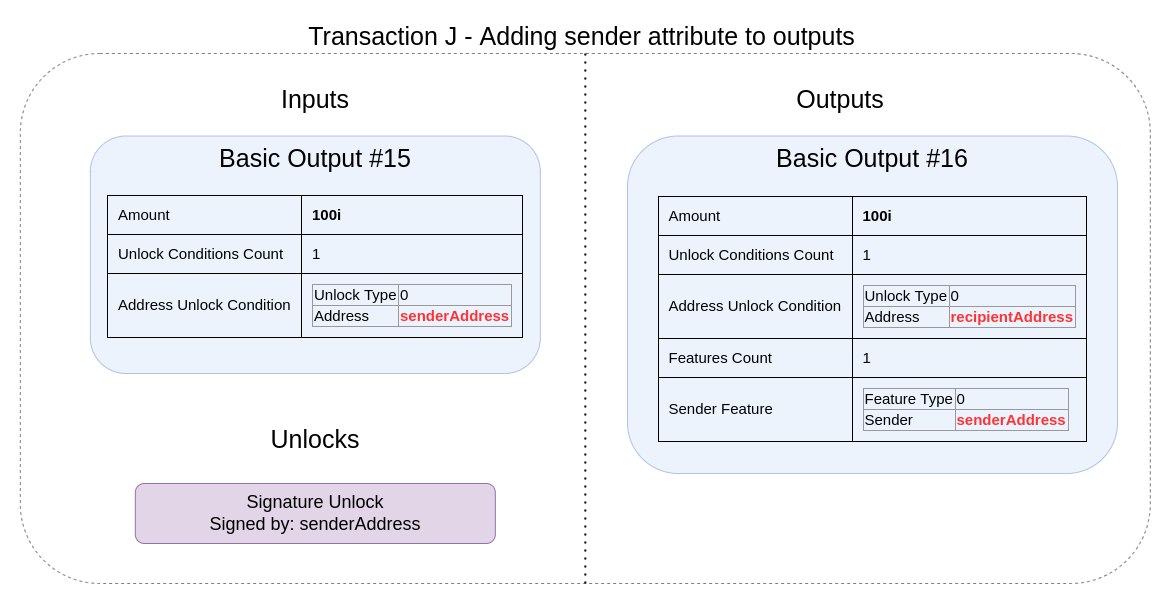 Transaction J - Adding sender attribute to outputs
Inputs
Basic Output #15
Amount 100i
Unlock Conditions Count 1
Address Unlock Condition
Unlock Type 0
Address senderAddress
Unlocks
Signature Unlock
Signed by: senderAddress
Outputs
Basic Output #16
Amount 100i
Unlock Conditions Count 1
Address Unlock Condition
Unlock Type 0
Address recipientAddress
Features Count 1
Sender Feature
Feature Type 0
Sender senderAddress